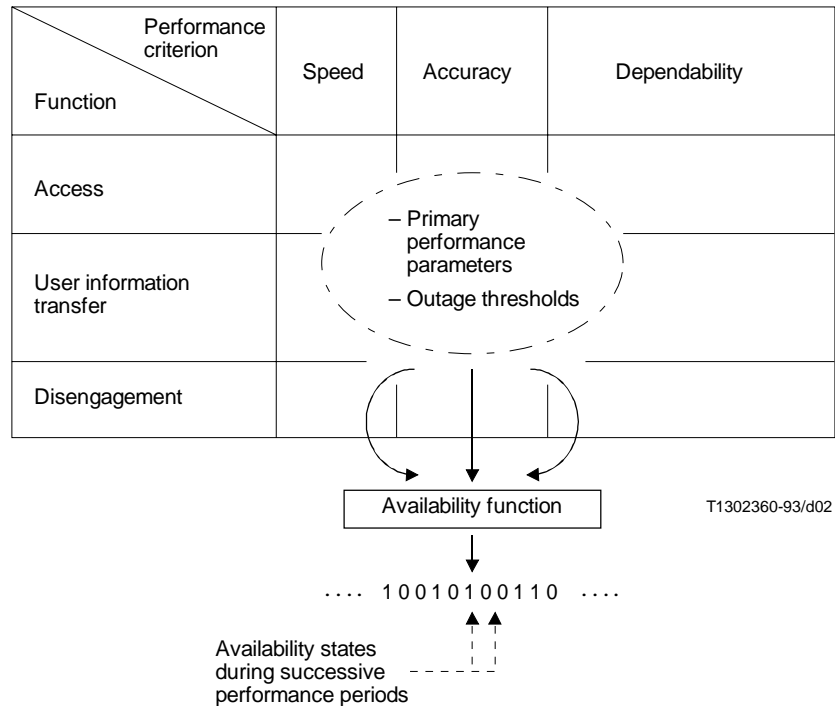 Performance
criterion
Function
Speed
Accuracy
Dependability
Access
– Primary
performance
parameters
– Outage thresholds
User information
transfer
Disengagement
Availability function
T1302360-93/d02
.... 1 0 0 1 0 1 0 0 1 1 0 ....
Availability states
during successive
performance periods